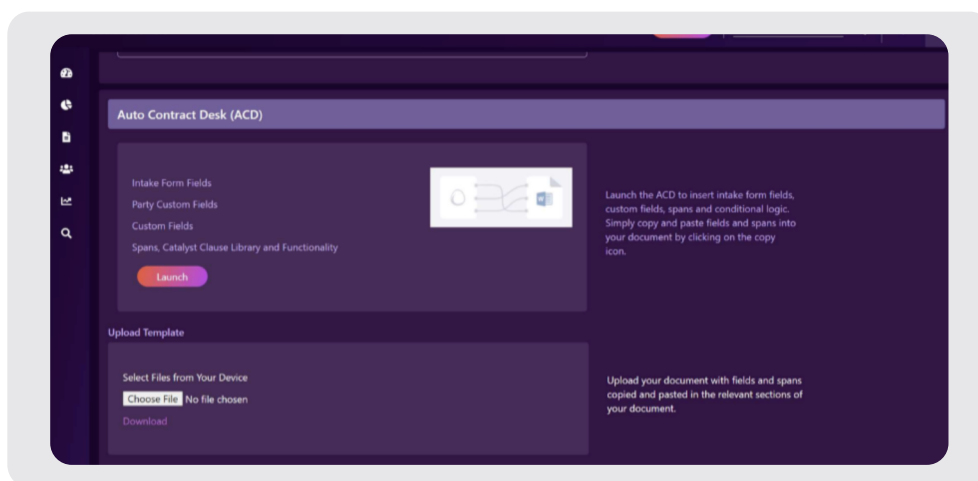 Auto Contract Desk (ACD)
Intake Form Fields
Party Custom Fields
Custom Fields
Spans, Catalyst Clause Library and Functionality
Launch
Launch the ACD to insert intake form fields,
custom fields, spans and conditional logic.
Simply copy and paste fields and spans into
your document by clicking on the copy
icon.
Upload Template
Select Files from Your Device
Choose File No file chosen
Download
Upload your document with fields and spans
copied and pasted in the relevant sections of
your document.